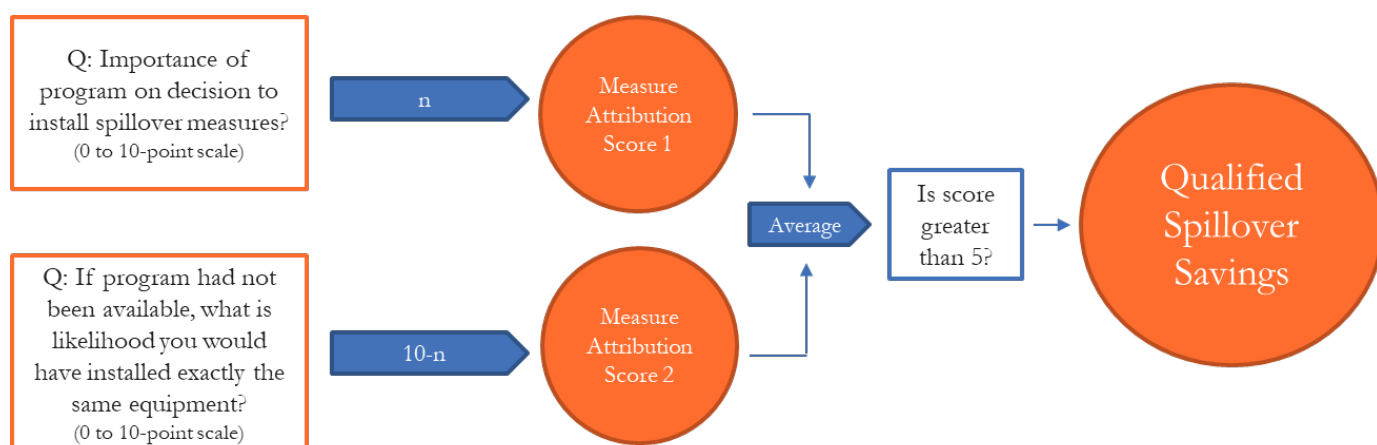 Q: Importance of
program on decision to
install spillover measures?
(0 to 10-point scale)
n
Measure
Attribution
Score 1
Q: If program had not
been available, what is
likelihood you would
have installed exactly the
same equipment?
(0 to 10-point scale)
10-n
Measure
Attribution
Score 2
Average
Is score
greater
than 5?
Qualified
Spillover
Savings